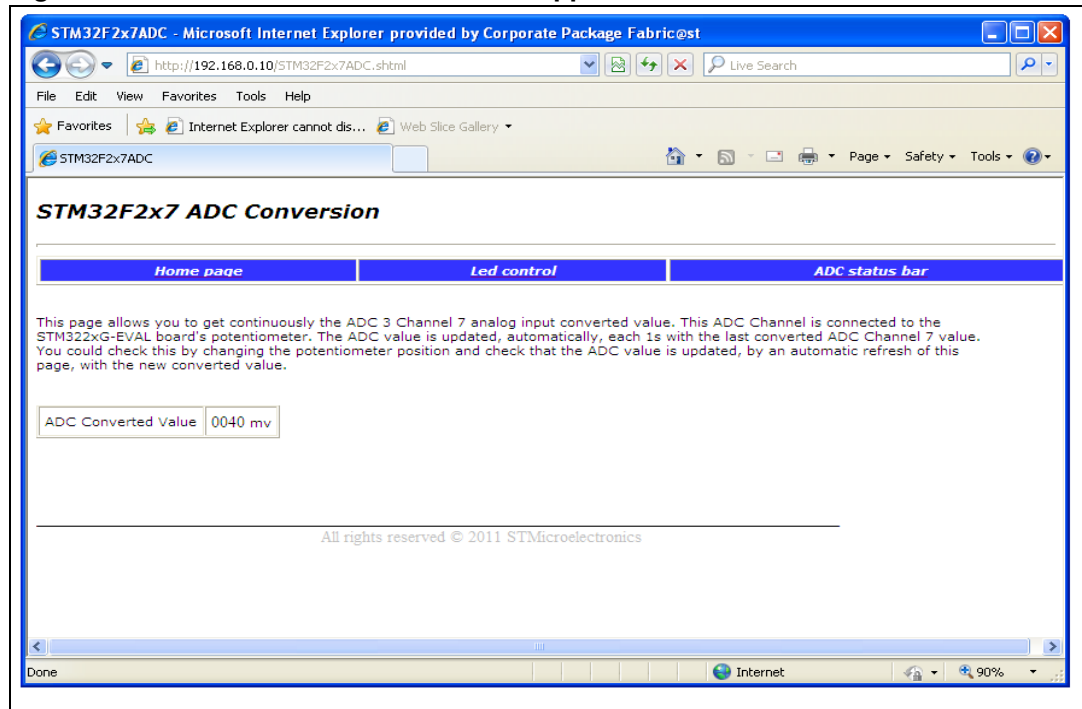 STM32F2x7ADC - Microsoft Internet Explorer provided by Corporate Package Fabric@st
http://192.168.0.10/STM32F2x7ADC.shtml
Live Search
File Edit View Favorites Tools Help
Favorites Internet Explorer cannot dis... Web Slice Gallery
STM32F2x7ADC
Page Safety Tools
STM32F2x7 ADC Conversion
Home page Led control ADC status bar
This page allows you to get continuously the ADC 3 Channel 7 analog input converted value. This ADC Channel is connected to the
STM322xG-EVAL board's potentiometer. The ADC value is updated, automatically, each 1s with the last converted ADC Channel 7 value.
You could check this by changing the potentiometer position and check that the ADC value is updated, by an automatic refresh of this
page, with the new converted value.
ADC Converted Value 0040 mv
All rights reserved © 2011 STMicroelectronics
Done Internet 90%